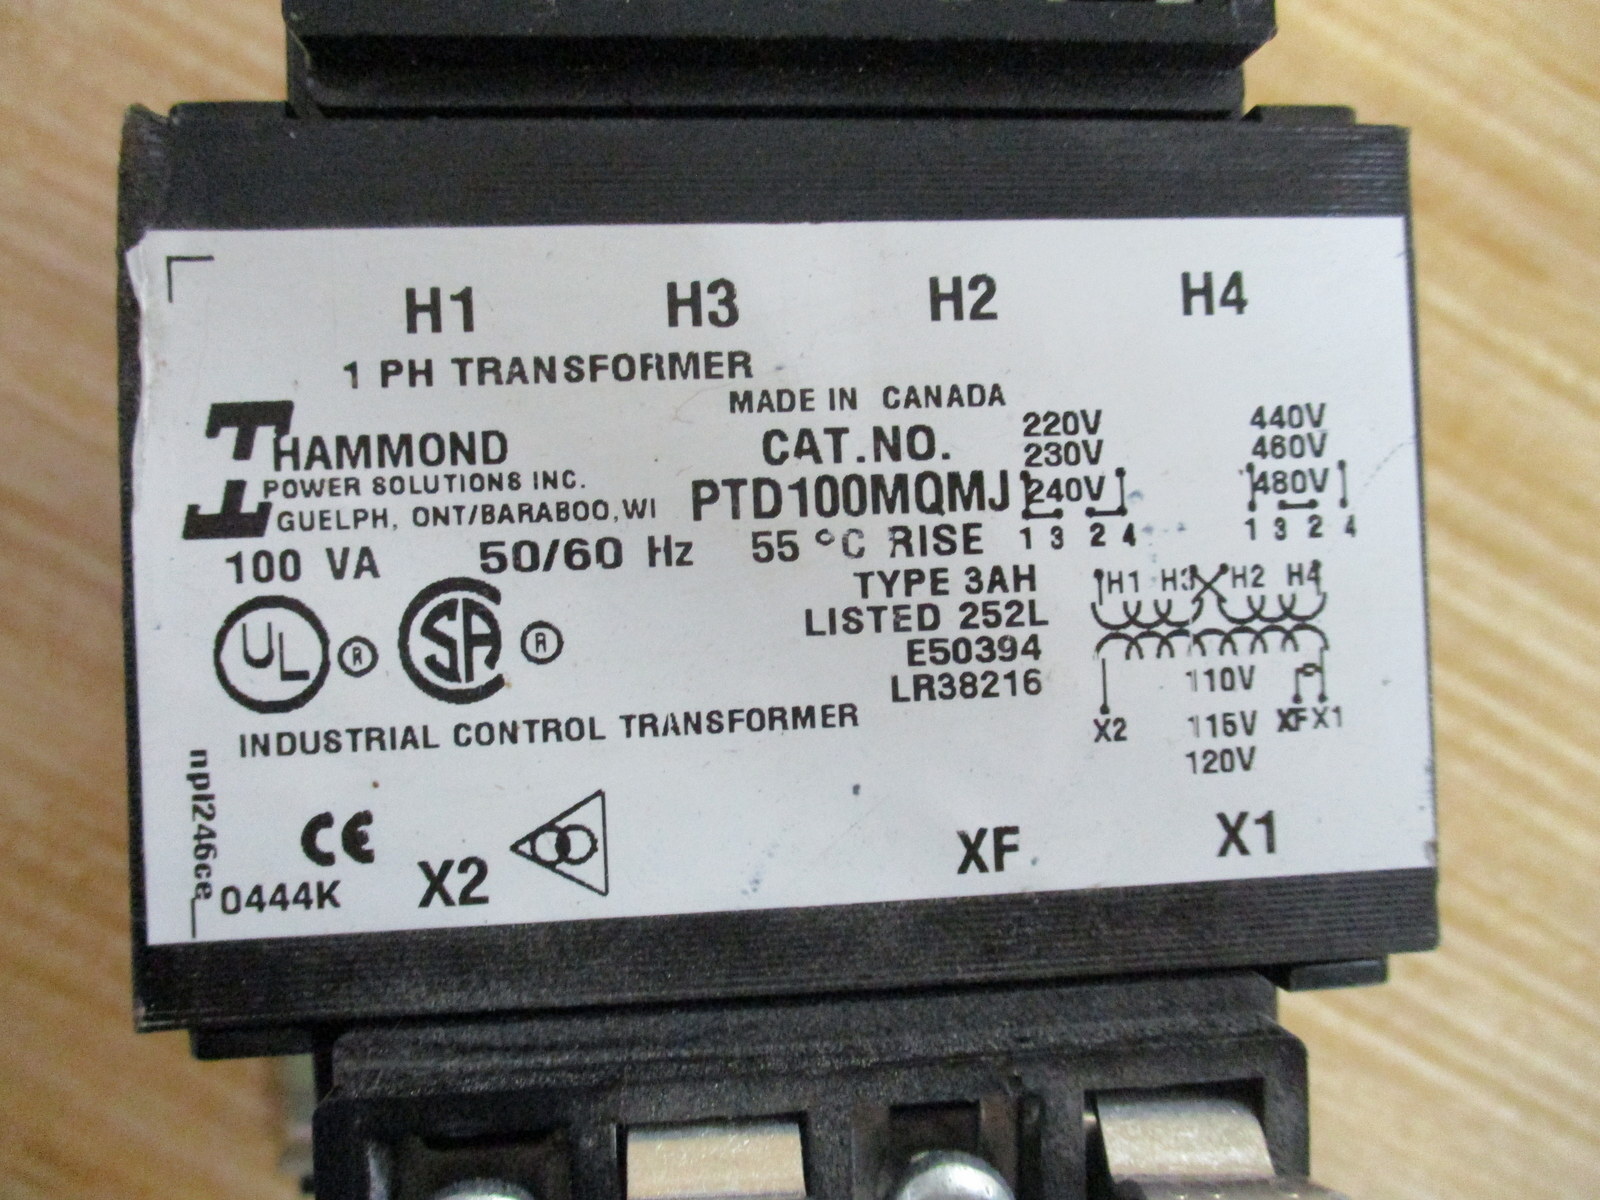 H1 H3 H2 H4
1 PH TRANSFORMER
MADE IN CANADA
HAMMOND
POWER SOLUTIONS INC.
GUELPH, ONT/BARABOO, WI
CAT.NO.
PTD100MQMJ
220V
230V
240V
1 3 2 4
440V
460V
480V
1 3 2 4
100 VA 50/60 Hz 55 °C RISE
TYPE 3AH
LISTED 252L
E50394
LR38216
H1 H3 H2 H4
110V
X2 115V XF X1
120V
UL ® SA ®
INDUSTRIAL CONTROL TRANSFORMER
npl246ce
CE
0444K
X2 XF X1